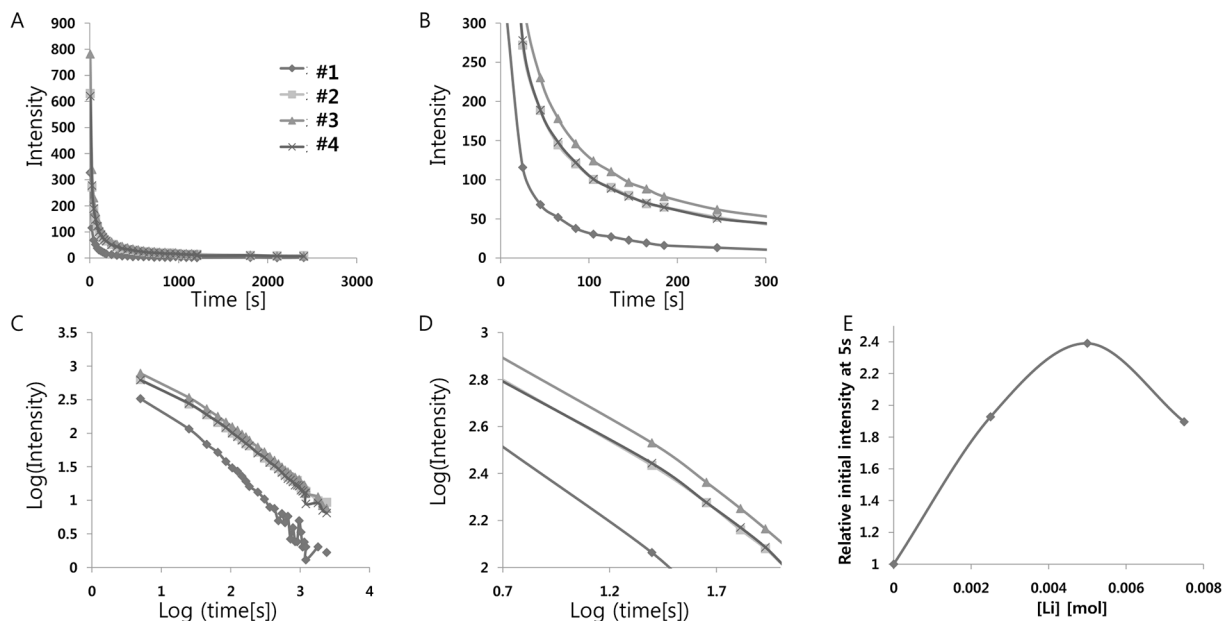 A
900
800
700
600
500
400
300
200
100
0
Intensity
0 1000 2000 3000
Time [s]
#1
#2
#3
#4
B
300
250
200
150
100
50
0
Intensity
0 100 200 300
Time [s]
C
3.5
3
2.5
2
1.5
1
0.5
0
Log(Intensity)
0 1 2 3 4
Log (time[s])
D
3
2.8
2.6
2.4
2.2
2
Log(Intensity)
0.7 1.7
Log (time[s])
E
2.4
2.2
2
1.8
1.6
1.4
1.2
1
Relative initial intensity at 5s
0 0.002 0.004 0.006 0.008
[Li] [mol]